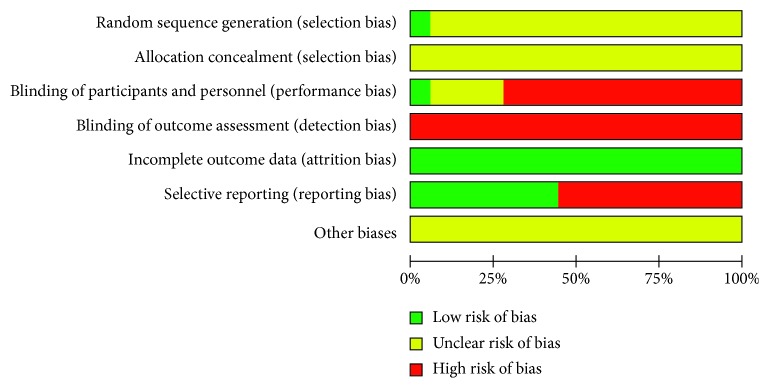 Random sequence generation (selection bias)
Allocation concealment (selection bias)
Blinding of participants and personnel (performance bias)
Blinding of outcome assessment (detection bias)
Incomplete outcome data (attrition bias)
Selective reporting (reporting bias)
Other biases
0% 25% 50% 75% 100%
Low risk of bias
Unclear risk of bias
High risk of bias